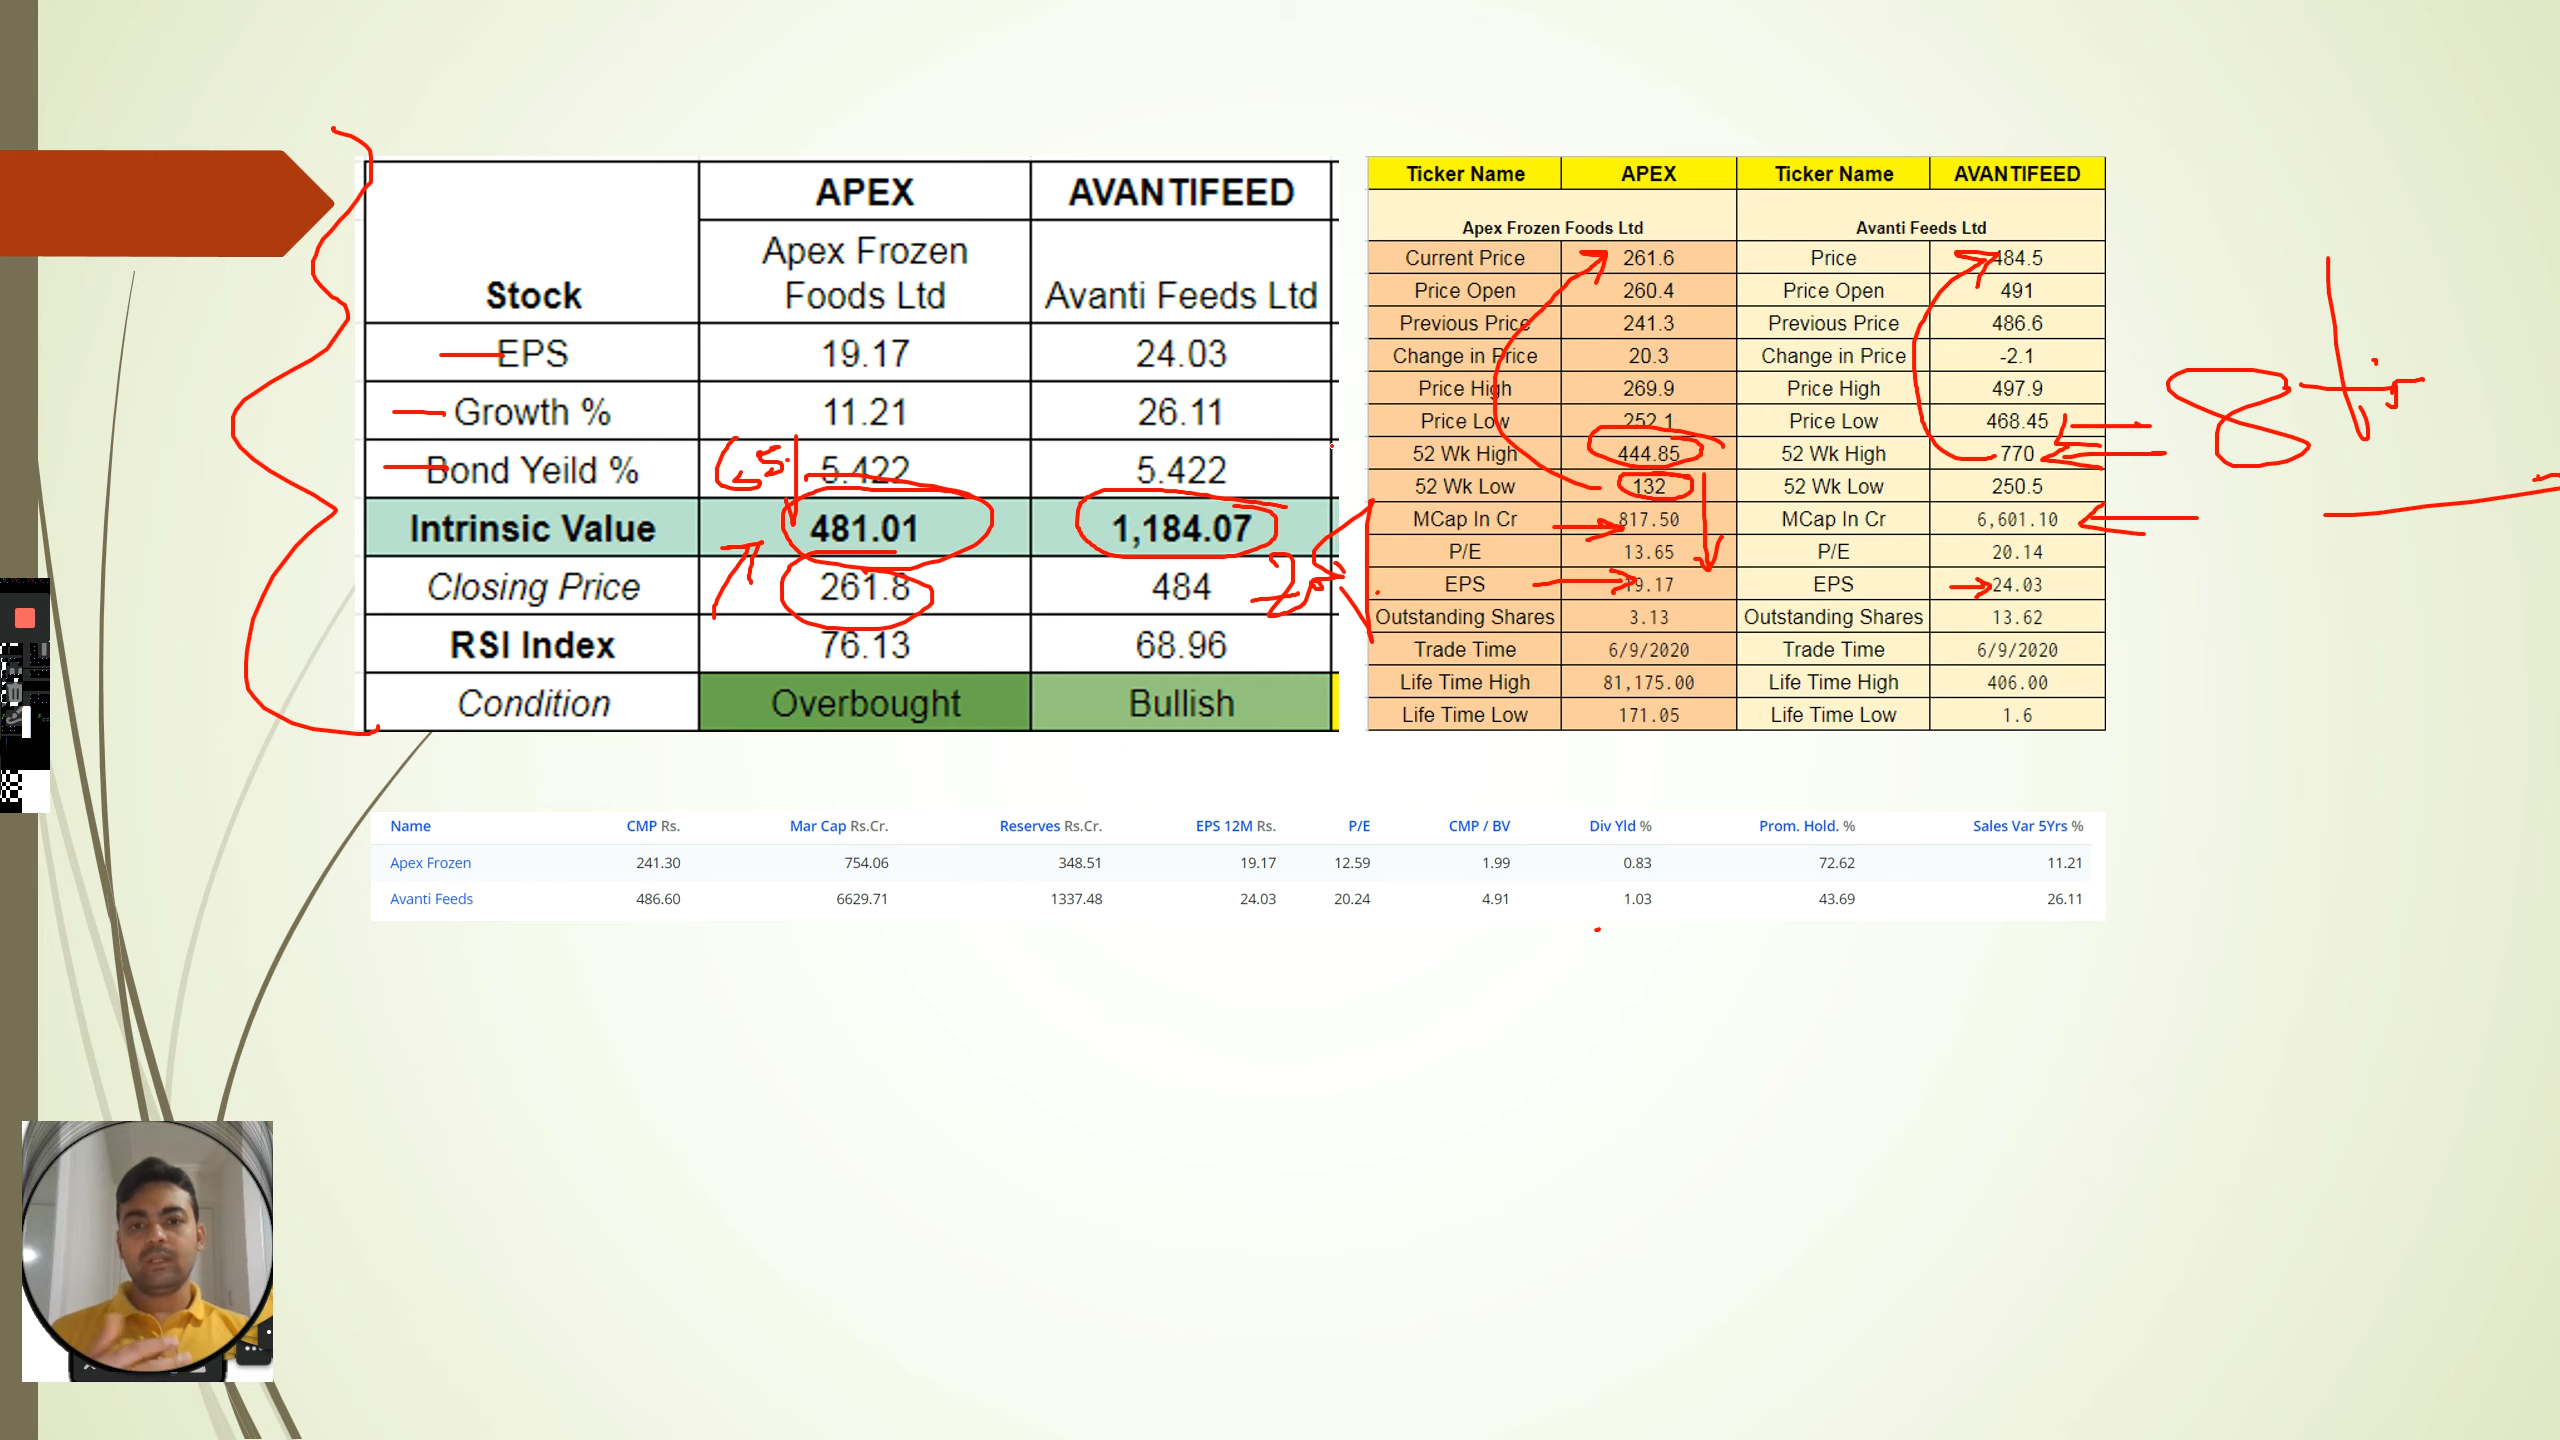 Stock APEX AVANTIFEED
Apex Frozen Foods Ltd Avanti Feeds Ltd
EPS 19.17 24.03
Growth % 11.21 26.11
Bond Yeild % 5.422 5.422
Intrinsic Value 481.01 1,184.07
Closing Price 261.8 484
RSI Index 76.13 68.96
Condition Overbought Bullish
Ticker Name APEX Ticker Name AVANTIFEED
Apex Frozen Foods Ltd Avanti Feeds Ltd
Current Price 261.6 Price 484.5
Price Open 260.4 Price Open 491
Previous Price 241.3 Previous Price 486.6
Change in Price 20.3 Change in Price -2.1
Price High 269.9 Price High 497.9
Price Low 252.1 Price Low 468.45
52 Wk High 444.85 52 Wk High 770
52 Wk Low 132 52 Wk Low 250.5
MCap In Cr 817.50 MCap In Cr 6,601.10
P/E 13.65 P/E 20.14
EPS 19.17 EPS 24.03
Outstanding Shares 3.13 Outstanding Shares 13.62
Trade Time 6/9/2020 Trade Time 6/9/2020
Life Time High 81,175.00 Life Time High 406.00
Life Time Low 171.05 Life Time Low 1.6
Name CMP Rs. Mar Cap Rs.Cr. Reserves Rs.Cr. EPS 12M Rs. P/E CMP / BV Div Yld % Prom. Hold. % Sales Var 5Yrs %
Apex Frozen 241.30 754.06 348.51 19.17 12.59 1.99 0.83 72.62 11.21
Avanti Feeds 486.60 6629.71 1337.48 24.03 20.24 4.91 1.03 43.69 26.11